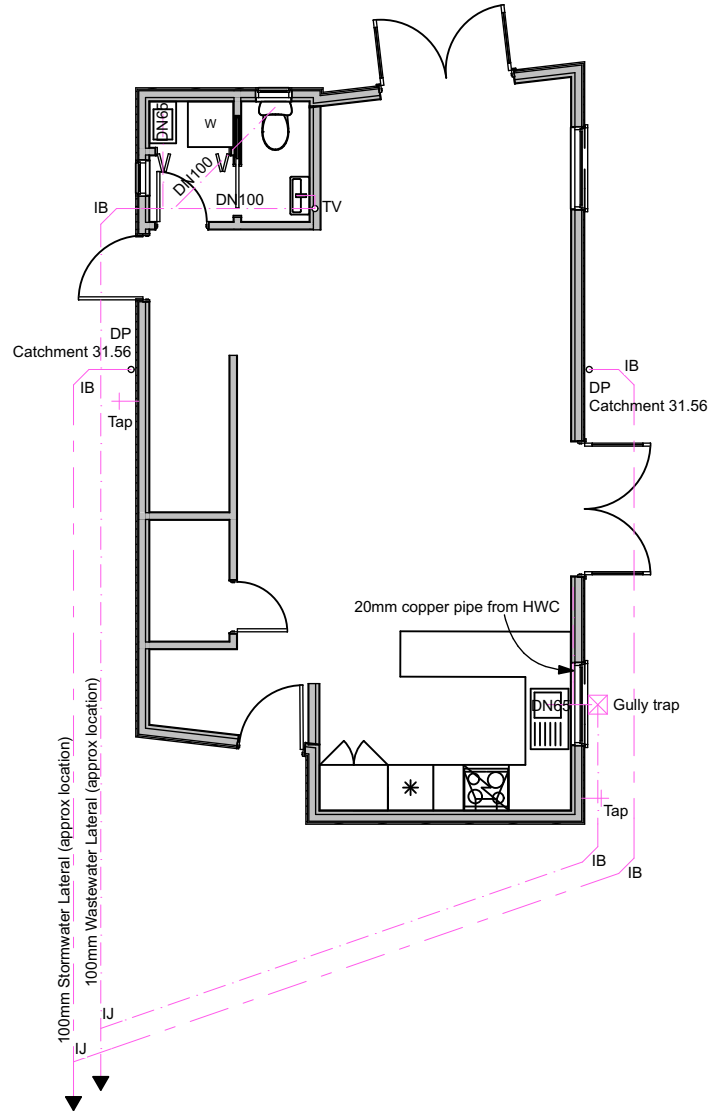 W
DN65
DN100
DN100
TV
IB
DP
Catchment 31.56
IB
Tap
IB
DP
Catchment 31.56
20mm copper pipe from HWC
DN65
Gully trap
Tap
IB
IB
100mm Stormwater Lateral (approx location)
100mm Wastewater Lateral (approx location)
IJ
IJ